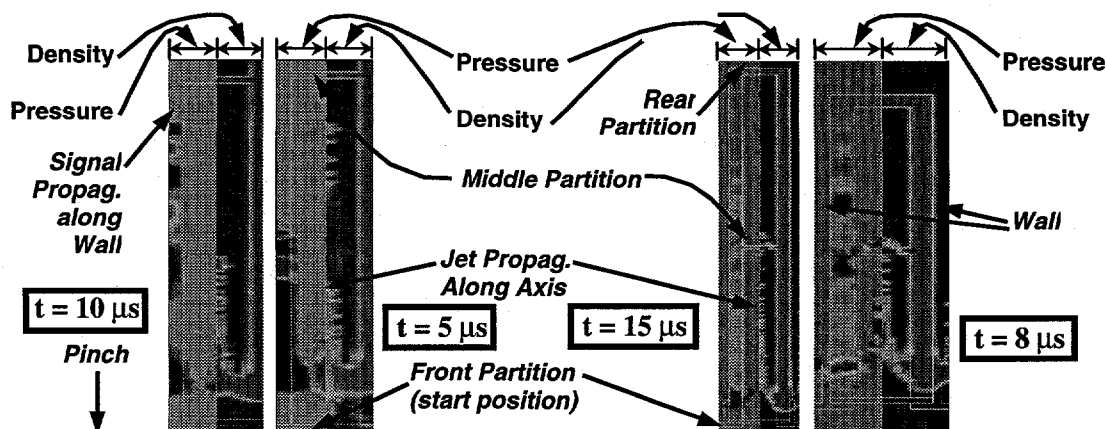 Density
Pressure
Pressure
Density
Rear
Partition
Pressure
Density
Signal
Propag.
along
Wall
Middle Partition
Wall
Jet Propag.
Along Axis
t = 10 µs
t = 5 µs
t = 15 µs
t = 8 µs
Pinch
Front Partition
(start position)